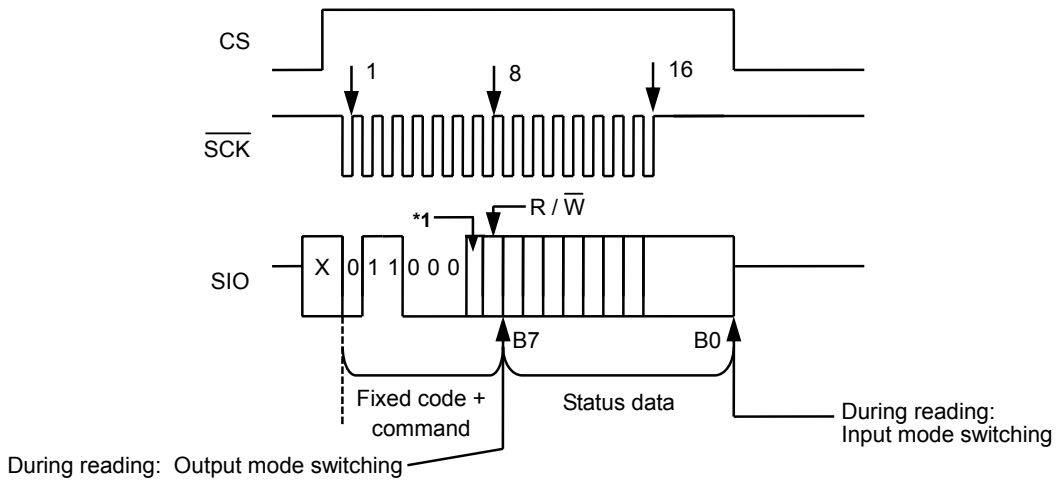 CS
1
8
16
SCK
*1
R / W
SIO
X 0 1 1 0 0 0
B7
B0
Fixed code +
command
Status data
During reading:
Input mode switching
During reading: Output mode switching